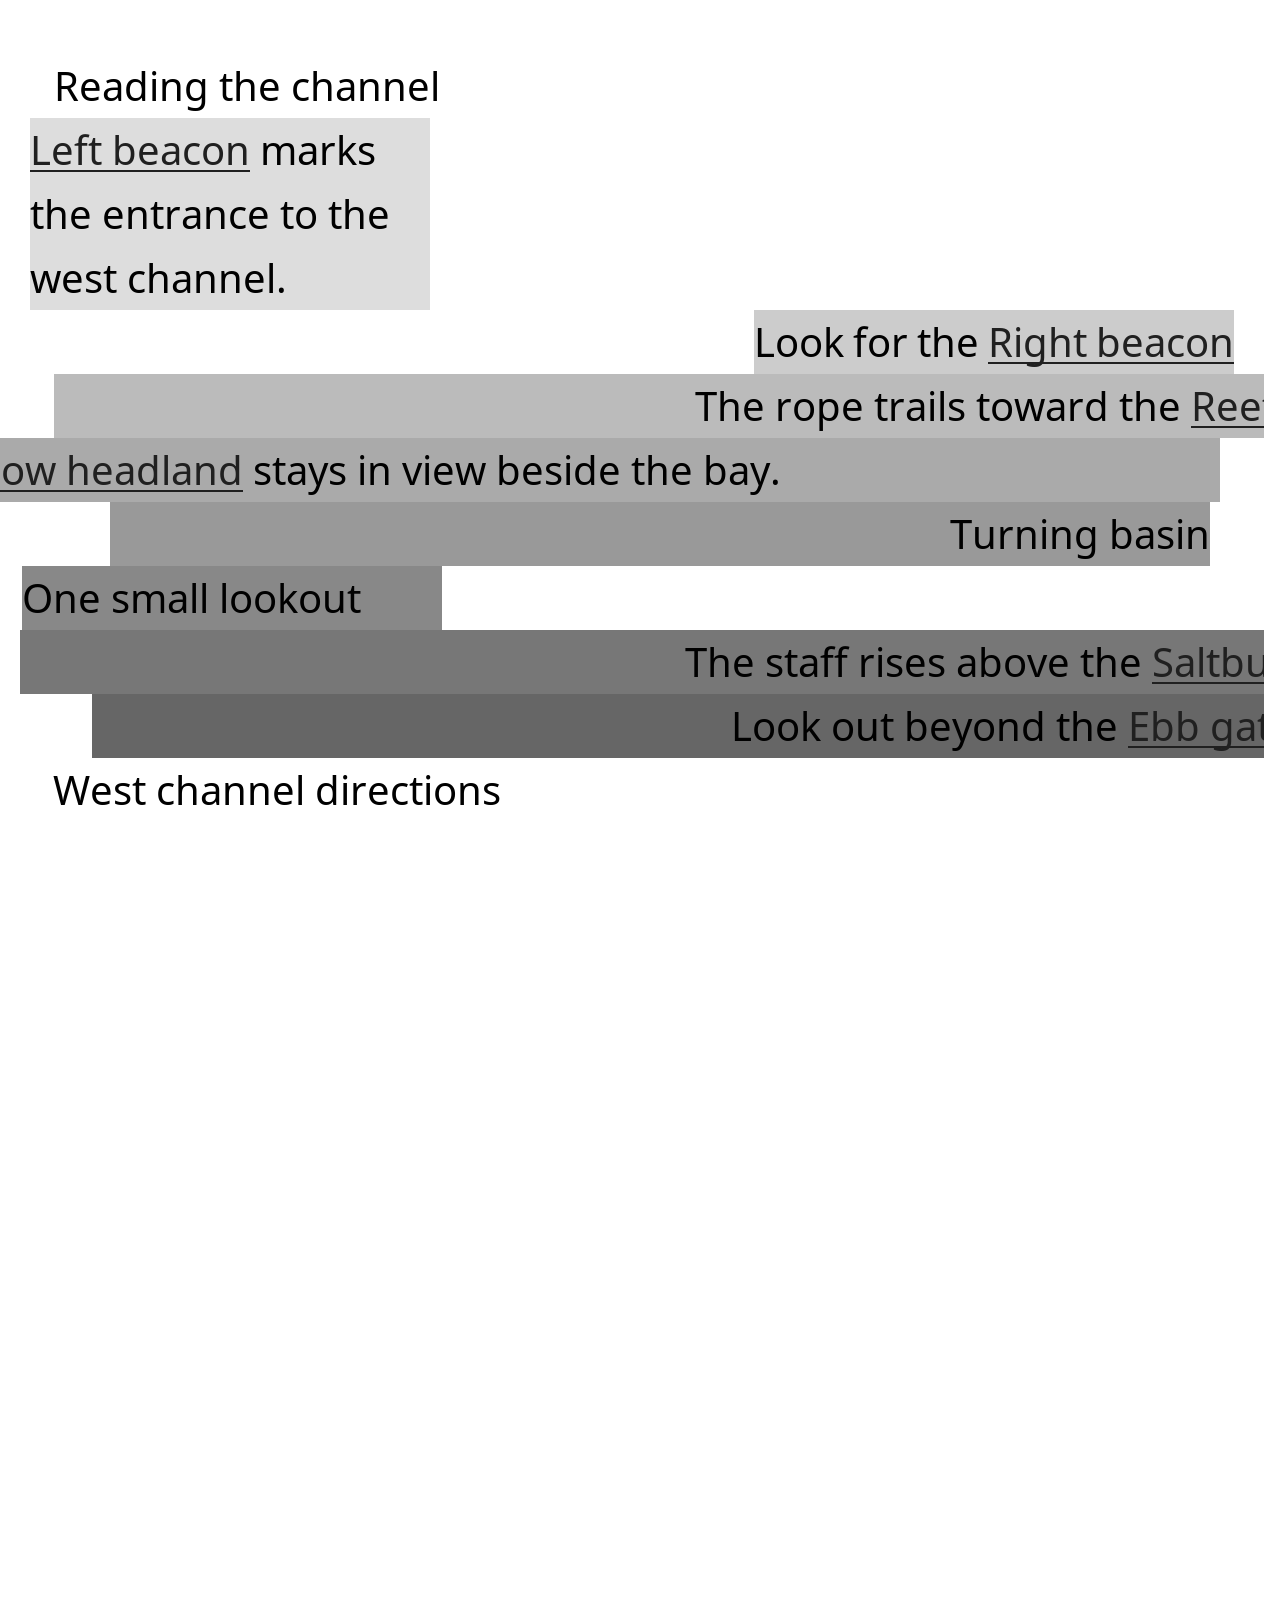 Reading the channel
Left beacon marks
the entrance to the
west channel.
Look for the Right beacon
The rope trails toward the
headland stays in view beside the bay.
Turning basin
One small lookout
The staff rises above the
Look out beyond the Ebb
West channel directions